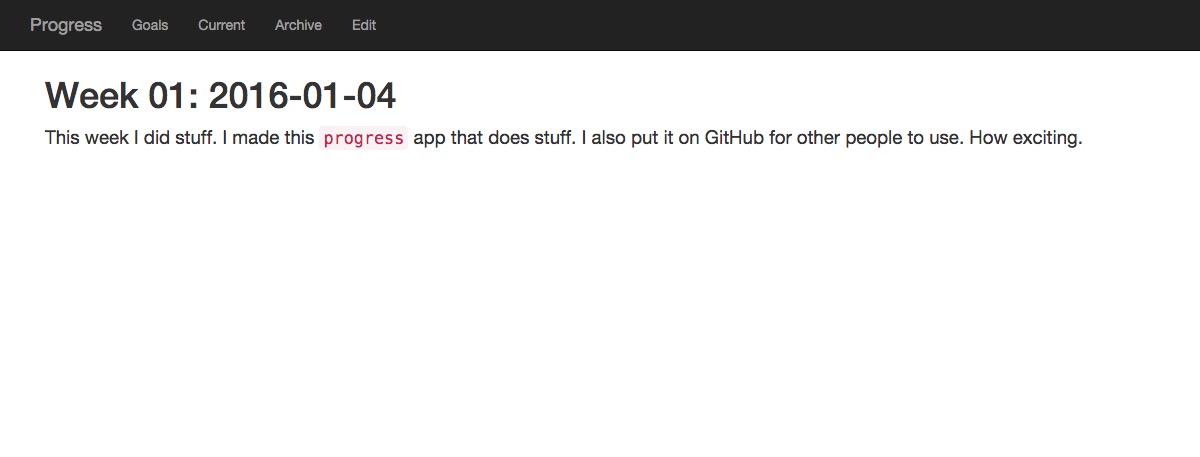 Progress Goals Current Archive Edit
Week 01: 2016-01-04
This week I did stuff. I made this progress app that does stuff. I also put it on GitHub for other people to use. How exciting.